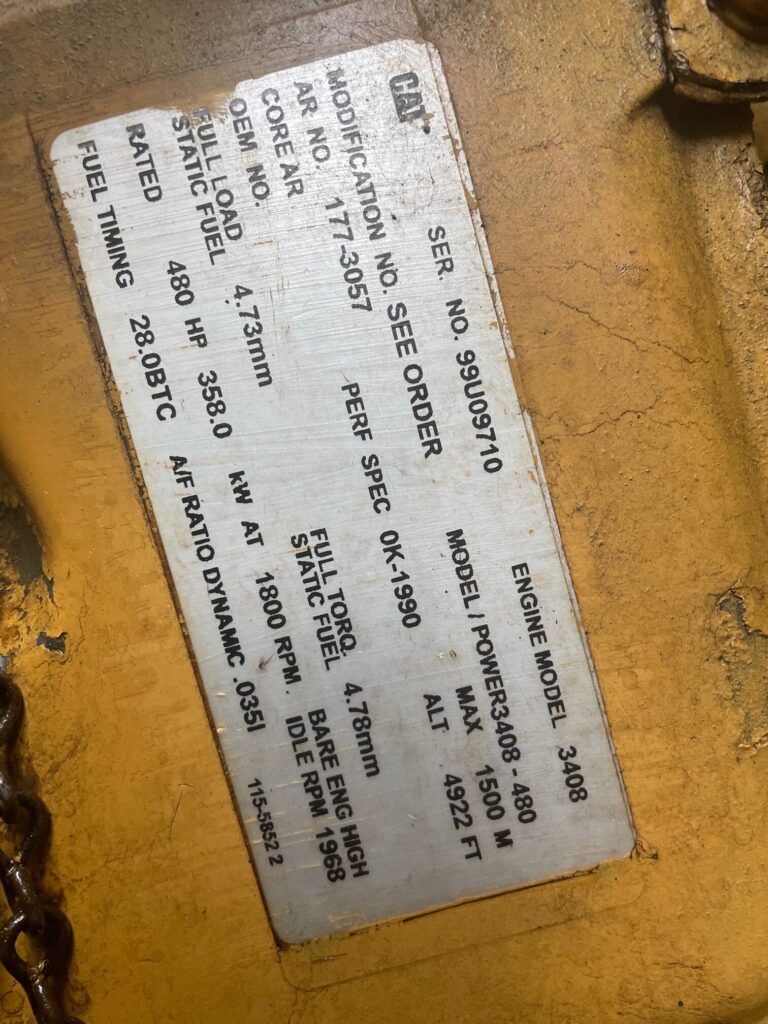 CAT
SER. NO. 99U09710 ENGINE MODEL 3408
MODIFICATION NO. SEE ORDER MODEL / POWER3408 - 480
AR NO. 177-3057 PERF SPEC 0K-1990 MAX 1500 M
CORE AR ALT 4922 FT
OEM NO.
FULL LOAD FULL TORQ. BARE ENG HIGH
STATIC FUEL 4.73mm STATIC FUEL 4.78mm IDLE RPM 1968
RATED 480 HP 358.0 kW AT 1800 RPM .
FUEL TIMING 28.0BTC A/F RATIO DYNAMIC .035I
115-5852 2